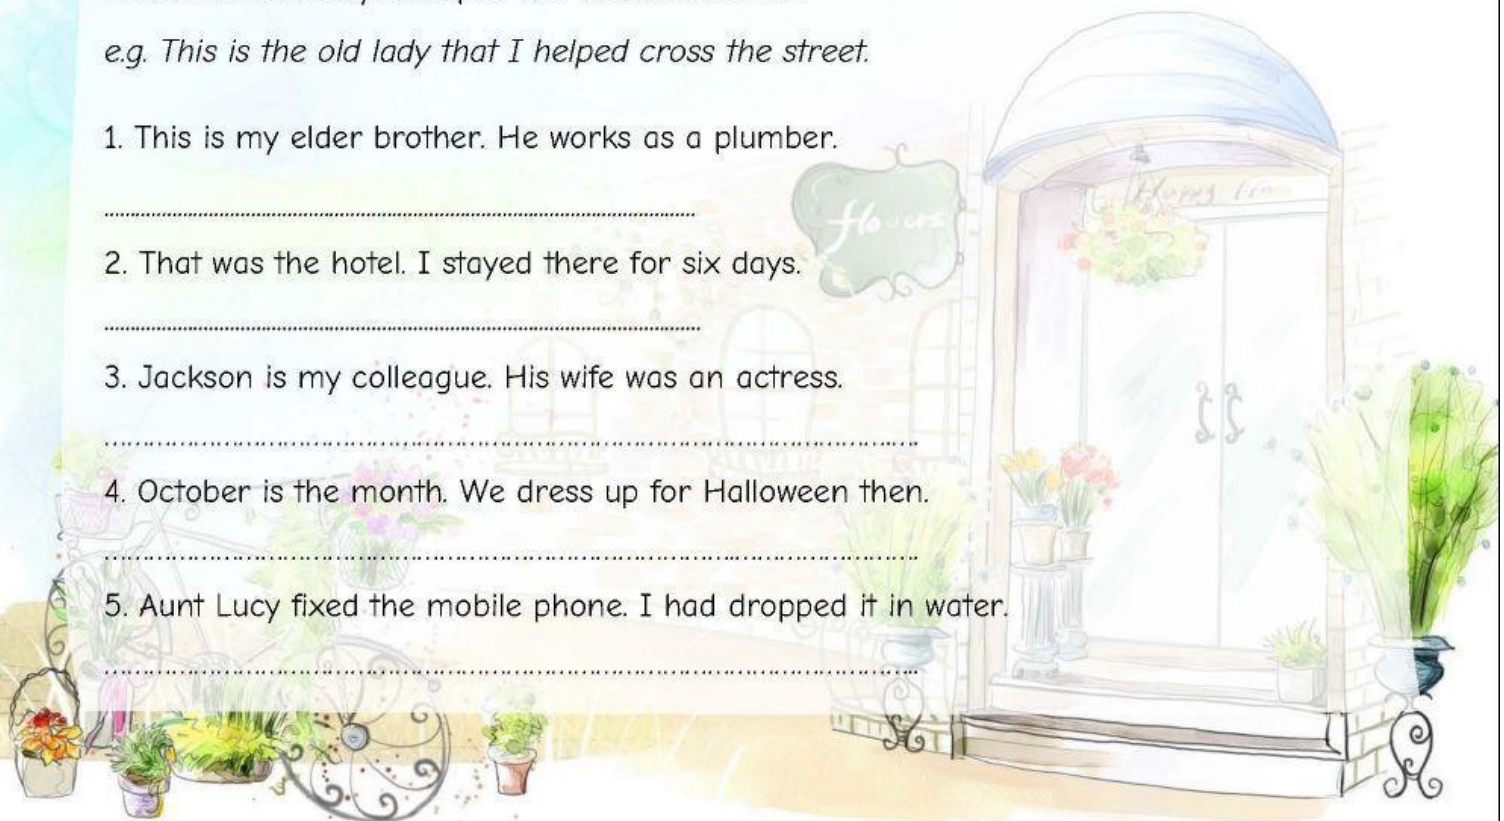 e.g. This is the old lady that I helped cross the street.
1. This is my elder brother. He works as a plumber.
2. That was the hotel. I stayed there for six days.
flowers
3. Jackson is my colleague. His wife was an actress.
4. October is the month. We dress up for Halloween then.
5. Aunt Lucy fixed the mobile phone. I had dropped it in water.